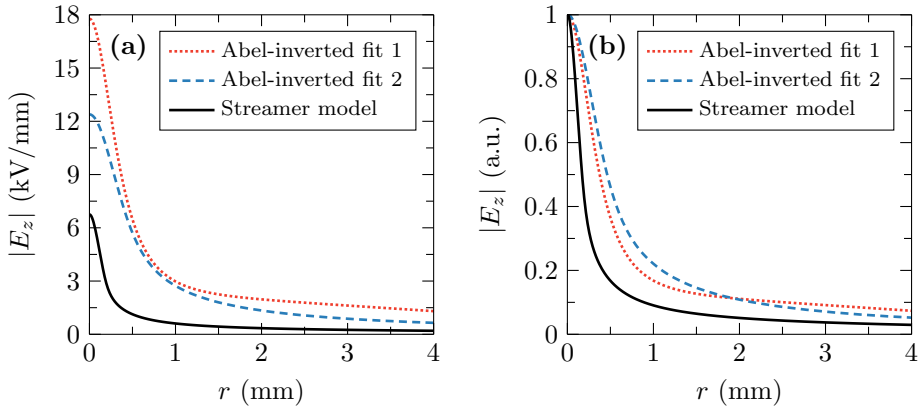 18
15
12
9
6
3
0
|E_z| (kV/mm)
(a)
Abel-inverted fit 1
Abel-inverted fit 2
Streamer model
0 1 2 3 4
r (mm)
1
0.8
0.6
0.4
0.2
0
|E_z| (a.u.)
(b)
Abel-inverted fit 1
Abel-inverted fit 2
Streamer model
0 1 2 3 4
r (mm)